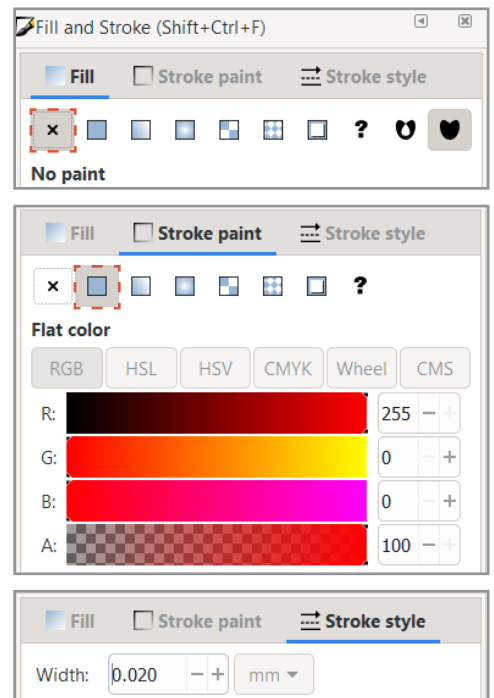 Fill and Stroke (Shift+Ctrl+F)
Fill Stroke paint Stroke style
?
No paint
Fill Stroke paint Stroke style
?
Flat color
RGB HSL HSV CMYK Wheel CMS
R: 255 − +
G: 0 − +
B: 0 − +
A: 100 − +
Fill Stroke paint Stroke style
Width: 0.020 − + mm